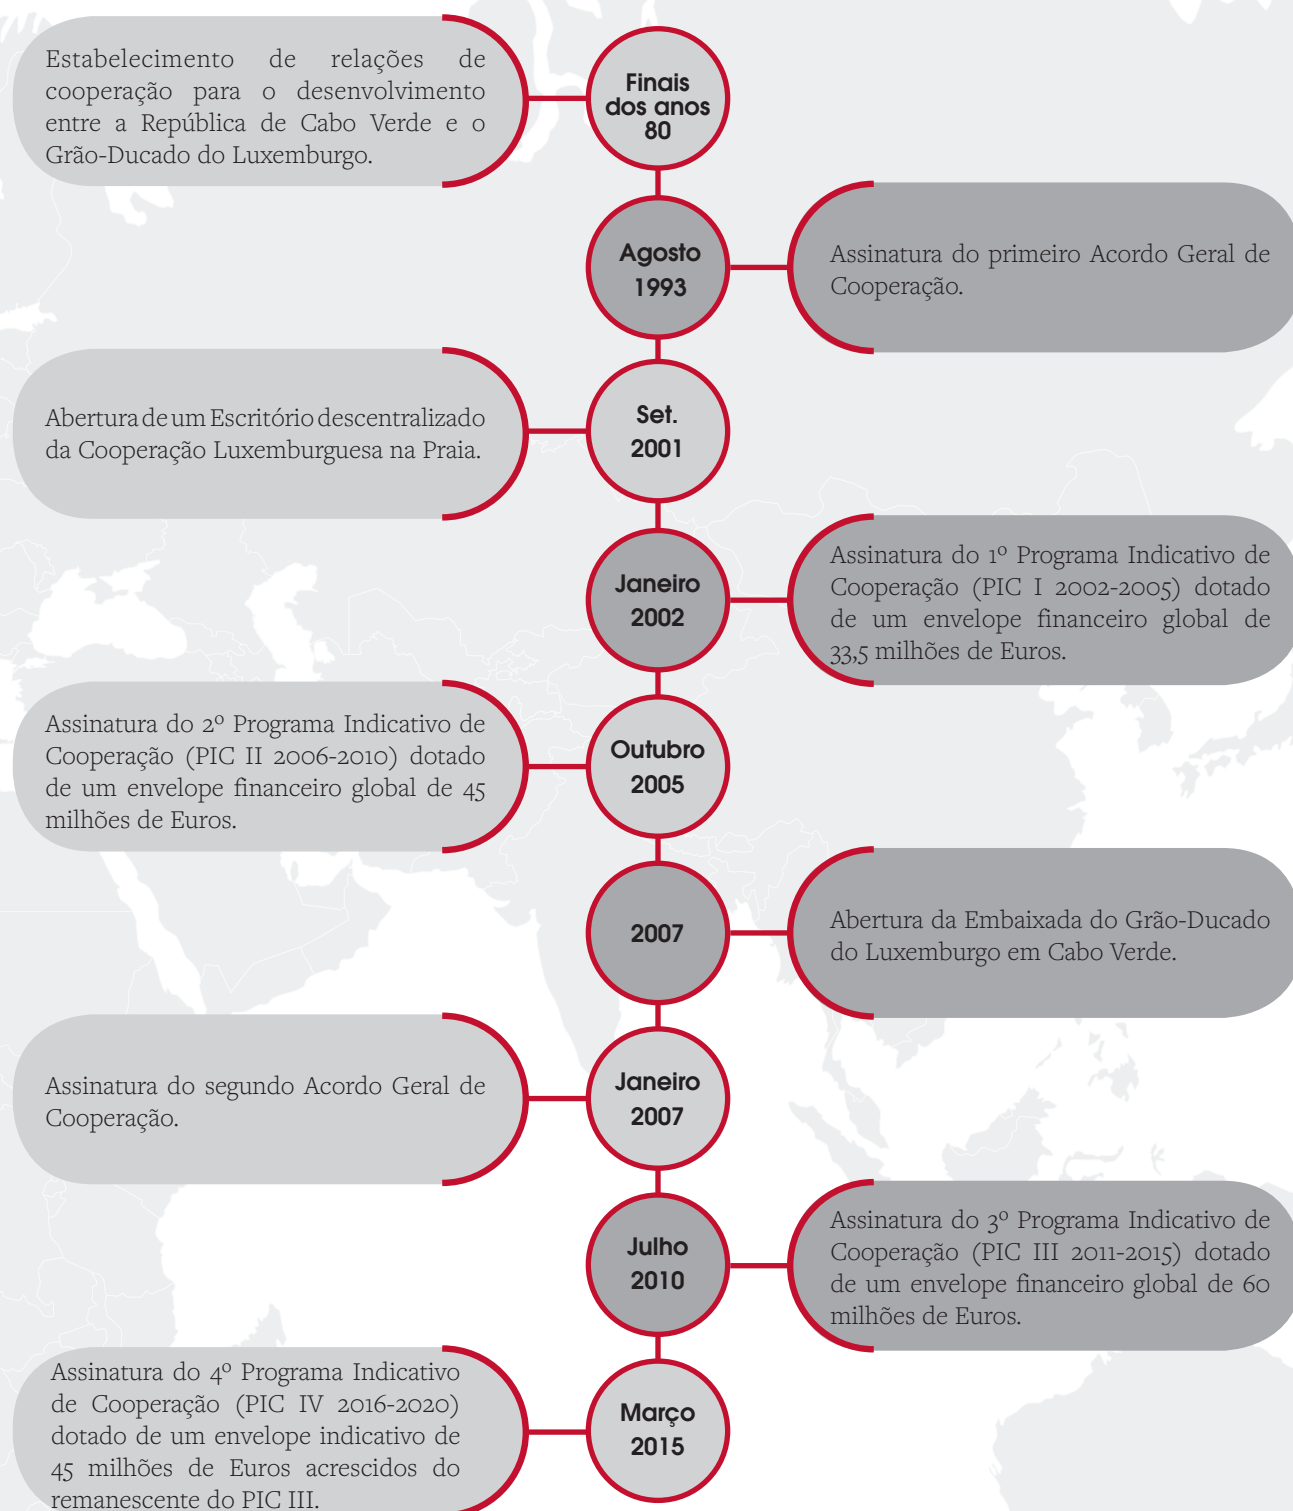 Estabelecimento de relações de
cooperação para o desenvolvimento
entre a República de Cabo Verde e o
Grão-Ducado do Luxemburgo.
Finais
dos anos
80
Agosto
1993
Assinatura do primeiro Acordo Geral de
Cooperação.
Abertura de um Escritório descentralizado
da Cooperação Luxemburguesa na Praia.
Set.
2001
Janeiro
2002
Assinatura do 1º Programa Indicativo de
Cooperação (PIC I 2002-2005) dotado
de um envelope financeiro global de
33,5 milhões de Euros.
Assinatura do 2º Programa Indicativo de
Cooperação (PIC II 2006-2010) dotado
de um envelope financeiro global de 45
milhões de Euros.
Outubro
2005
2007
Abertura da Embaixada do Grão-Ducado
do Luxemburgo em Cabo Verde.
Assinatura do segundo Acordo Geral de
Cooperação.
Janeiro
2007
Julho
2010
Assinatura do 3º Programa Indicativo de
Cooperação (PIC III 2011-2015) dotado
de um envelope financeiro global de 60
milhões de Euros.
Assinatura do 4º Programa Indicativo
de Cooperação (PIC IV 2016-2020)
dotado de um envelope indicativo de
45 milhões de Euros acrescidos do
remanescente do PIC III.
Março
2015